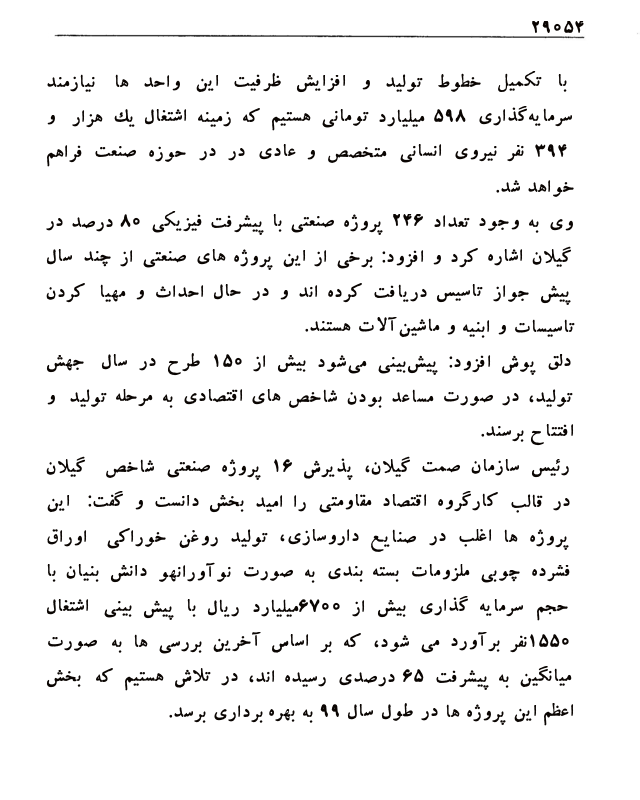 ۲۹۰۵۴
با تکمیل خطوط تولید و افزایش ظرفیت این واحد ها نیازمند
سرمایه‌گذاری ۵۹۸ میلیارد تومانی هستیم که زمینه اشتغال یك هزار و
۳۹۴ نفر نیروی انسانی متخصص و عادی در در حوزه صنعت فراهم
خواهد شد.
وی به وجود تعداد ۲۴۶ پروژه صنعتی با پیشرفت فیزیکی ۸۰ درصد در
گیلان اشاره کرد و افزود: برخی از این پروژه های صنعتی از چند سال
پیش جواز تاسیس دریافت کرده اند و در حال احداث و مهیا کردن
تاسیسات و ابنیه و ماشین‌آلات هستند.
دلق پوش افزود: پیش‌بینی می‌شود بیش از ۱۵۰ طرح در سال جهش
تولید، در صورت مساعد بودن شاخص های اقتصادی به مرحله تولید و
افتتاح برسند.
رئیس سازمان صمت گیلان، پذیرش ۱۶ پروژه صنعتی شاخص گیلان
در قالب کارگروه اقتصاد مقاومتی را امید بخش دانست و گفت: این
پروژه ها اغلب در صنایع داروسازی، تولید روغن خوراکی اوراق
فشرده چوبی ملزومات بسته بندی به صورت نوآورانهو دانش بنیان با
حجم سرمایه گذاری بیش از ۶۷۰۰میلیارد ریال با پیش بینی اشتغال
۱۵۵۰نفر برآورد می شود، که بر اساس آخرین بررسی ها به صورت
میانگین به پیشرفت ۶۵ درصدی رسیده اند، در تلاش هستیم که بخش
اعظم این پروژه ها در طول سال ۹۹ به بهره برداری برسد.